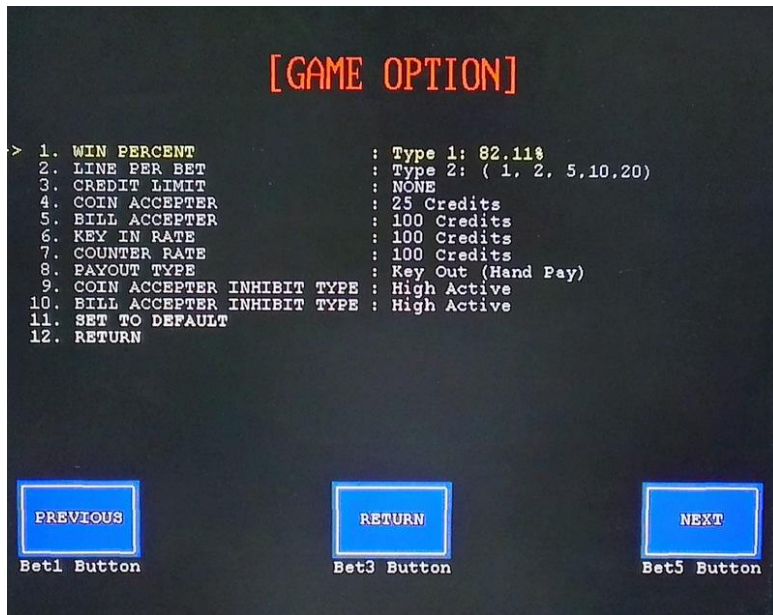 [GAME OPTION]
> 1. WIN PERCENT : Type 1: 82.11%
2. LINE PER BET : Type 2: ( 1, 2, 5,10,20)
3. CREDIT LIMIT : NONE
4. COIN ACCEPTER : 25 Credits
5. BILL ACCEPTER : 100 Credits
6. KEY IN RATE : 100 Credits
7. COUNTER RATE : 100 Credits
8. PAYOUT TYPE : Key Out (Hand Pay)
9. COIN ACCEPTER INHIBIT TYPE : High Active
10. BILL ACCEPTER INHIBIT TYPE : High Active
11. SET TO DEFAULT
12. RETURN
PREVIOUS RETURN NEXT
Bet1 Button Bet3 Button Bet5 Button